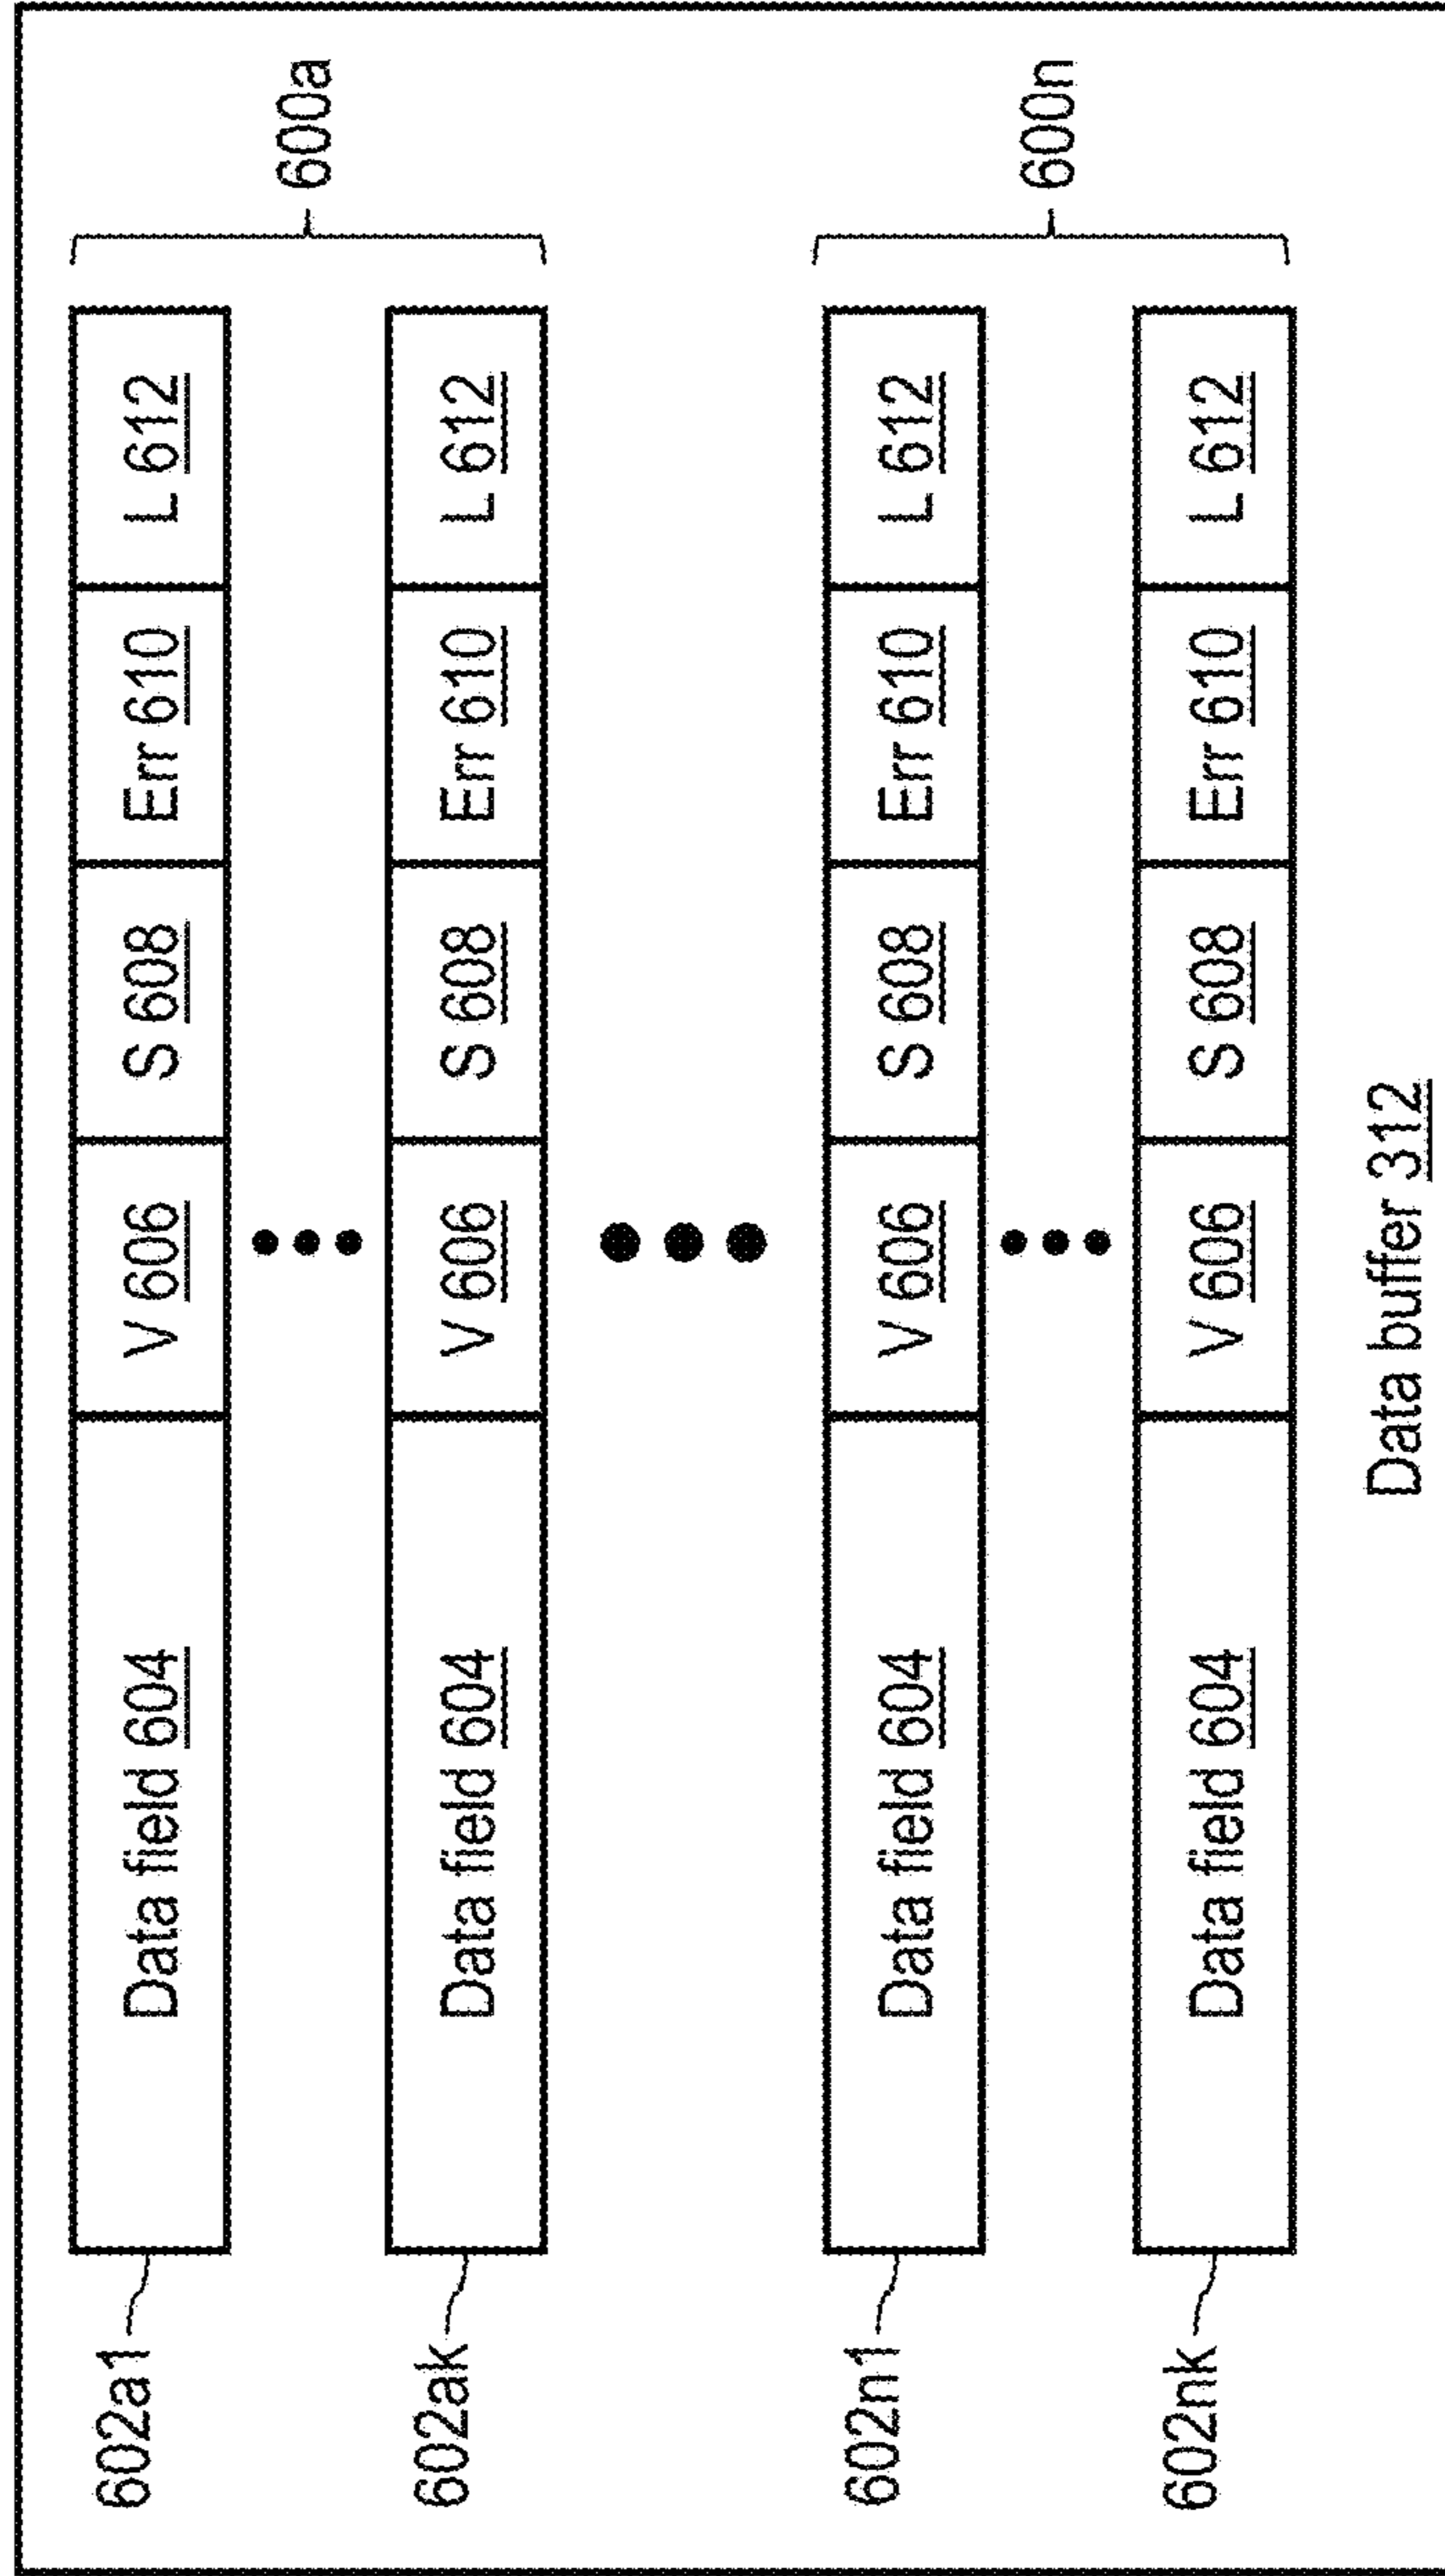 600a
602a1 Data field 604 V 606 S 608 Err 610 L 612
602ak Data field 604 V 606 S 608 Err 610 L 612
600n
602n1 Data field 604 V 606 S 608 Err 610 L 612
602nk Data field 604 V 606 S 608 Err 610 L 612
Data buffer 312